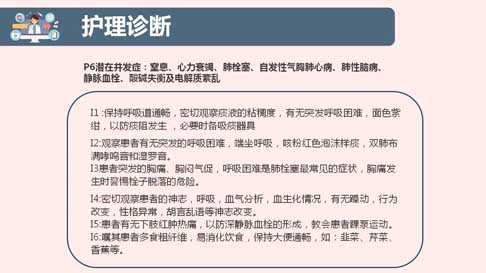 护理诊断
P6潜在并发症：窒息、心力衰竭、肺栓塞、自发性气胸肺心病、肺性脑病、
静脉血栓、酸碱失衡及电解质紊乱
I1:保持呼吸道通畅，密切观察痰液的粘稠度，有无突发呼吸困难，面色紫
绀，以防痰阻发生，必要时备吸痰器具
I2:观察患者有无突发的呼吸困难，端坐呼吸，咳粉红色泡沫样痰，双肺布
满哮鸣音和湿罗音。
I3患者突发的胸痛、胸闷气促，呼吸困难是肺栓塞最常见的症状，胸痛发
生时警惕栓子脱落的危险。
I4:密切观察患者的神志，呼吸，血气分析，血生化情况，有无躁动，行为
改变，性格异常，胡言乱语等神志改变。
I5:患者有无下肢红肿热痛，以防深静脉血栓的形成，教会患者踝泵运动。
I6:嘱其患者多食粗纤维，易消化饮食，保持大便通畅，如：韭菜、芹菜、
香蕉等。